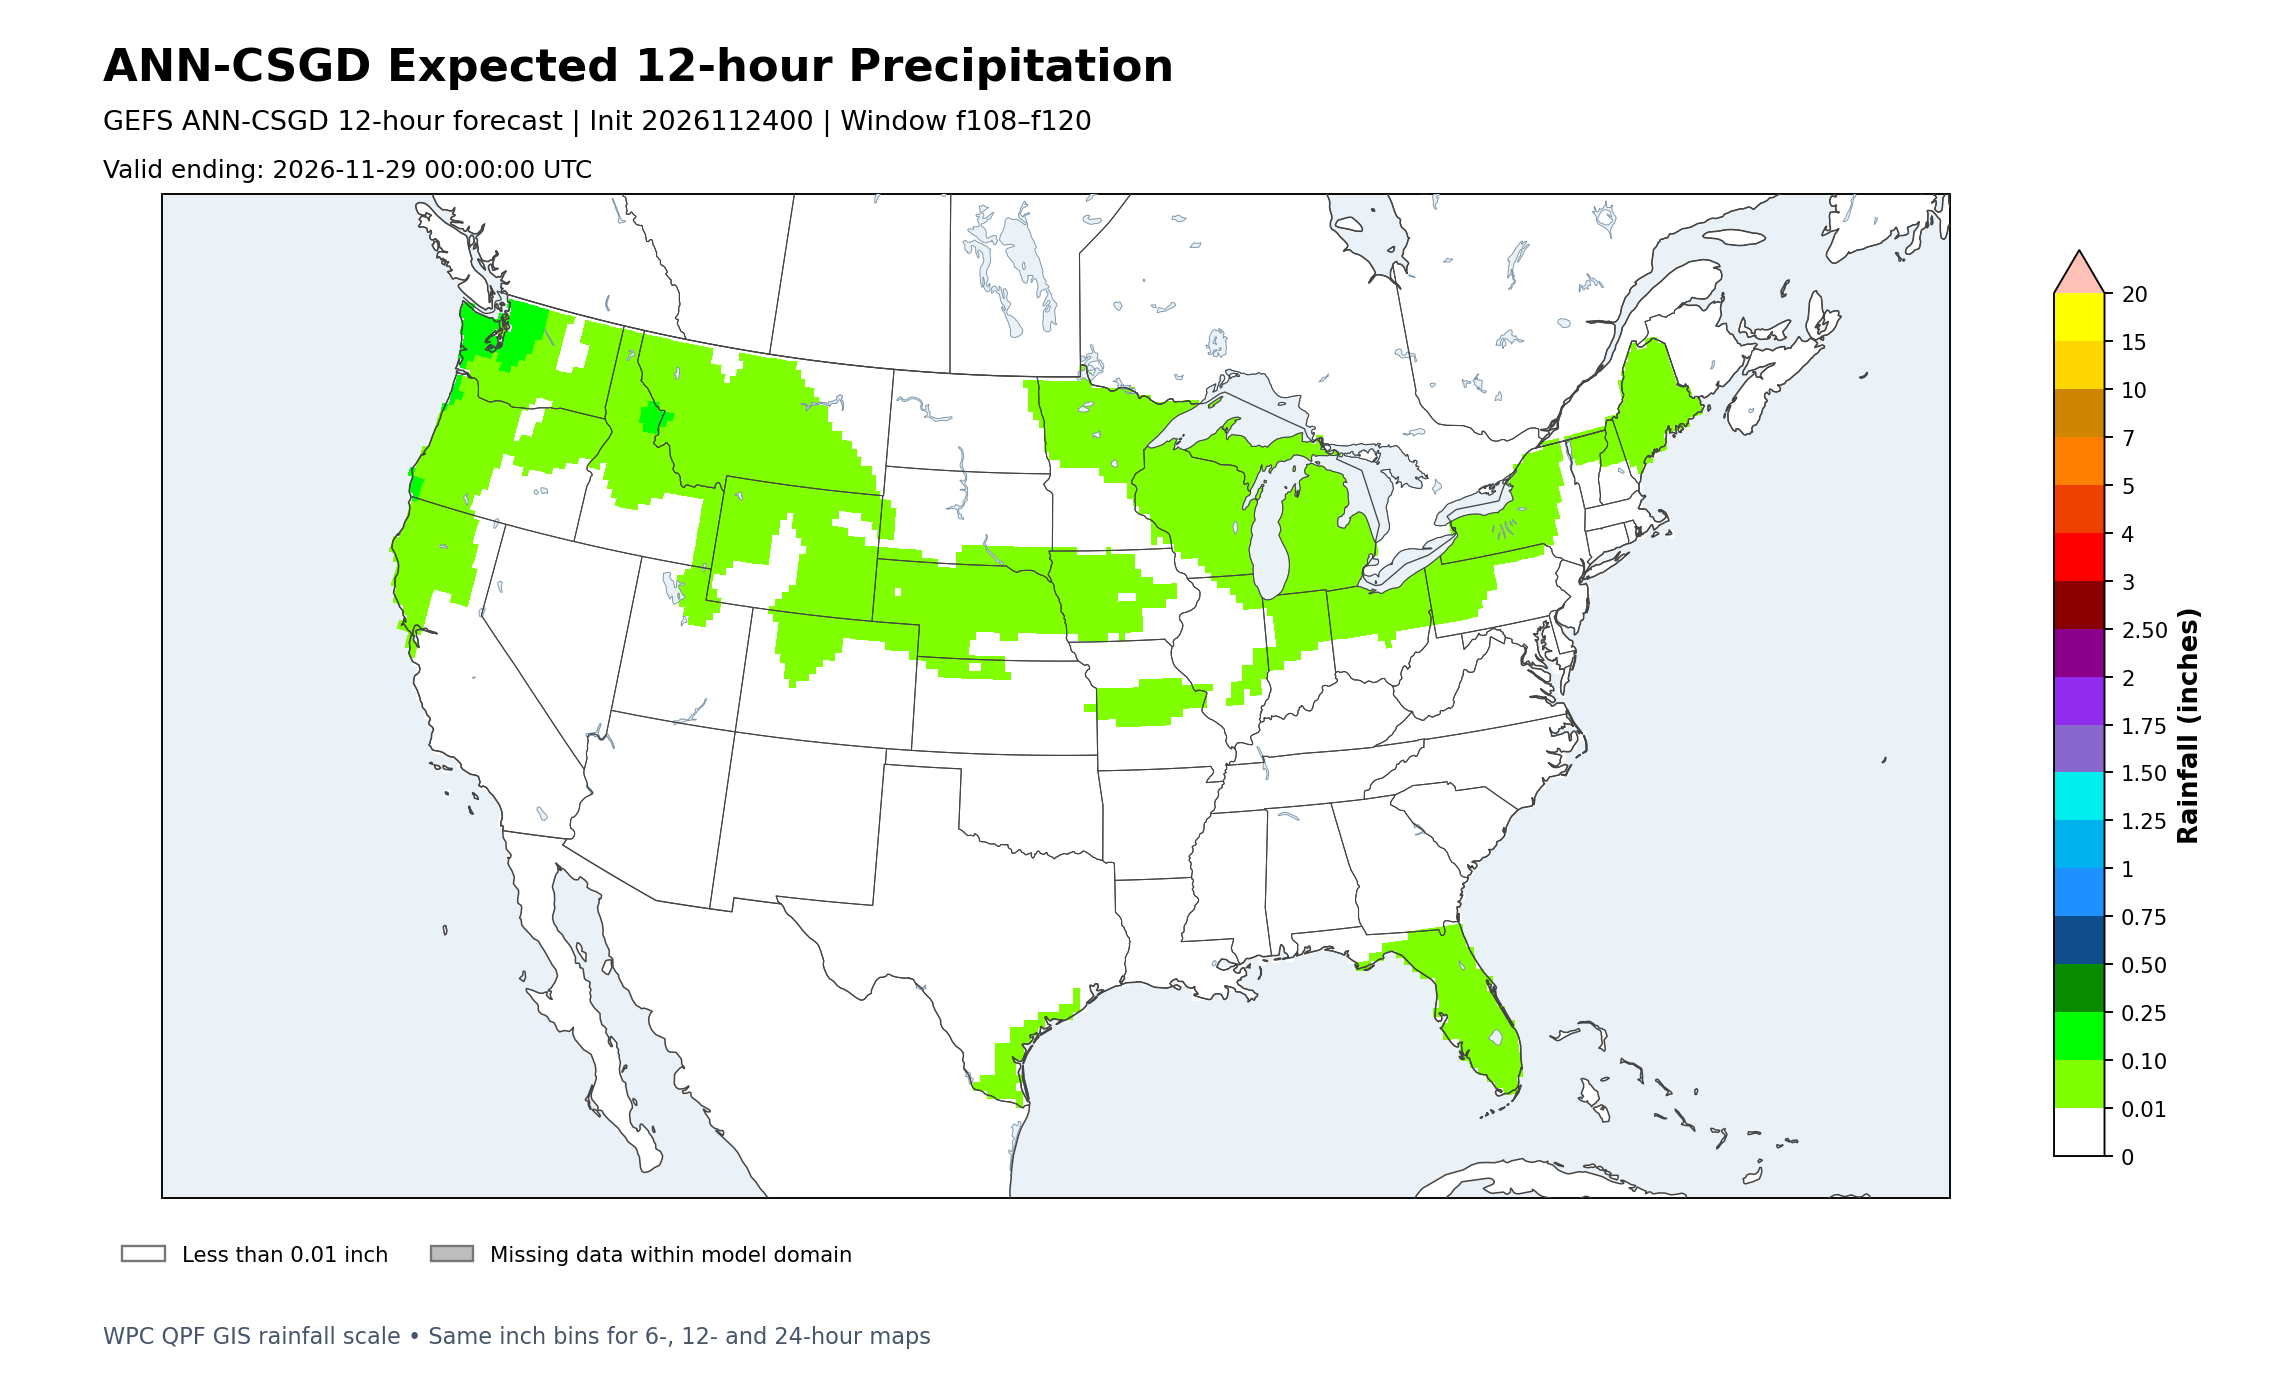 ANN-CSGD Expected 12-hour Precipitation
GEFS ANN-CSGD 12-hour forecast | Init 2026112400 | Window f108–f120
Valid ending: 2026-11-29 00:00:00 UTC
20
15
10
7
5
4
3
2.50
2
1.75
1.50
1.25
1
0.75
0.50
0.25
0.10
0.01
0
Rainfall (inches)
Less than 0.01 inch
Missing data within model domain
WPC QPF GIS rainfall scale • Same inch bins for 6-, 12- and 24-hour maps